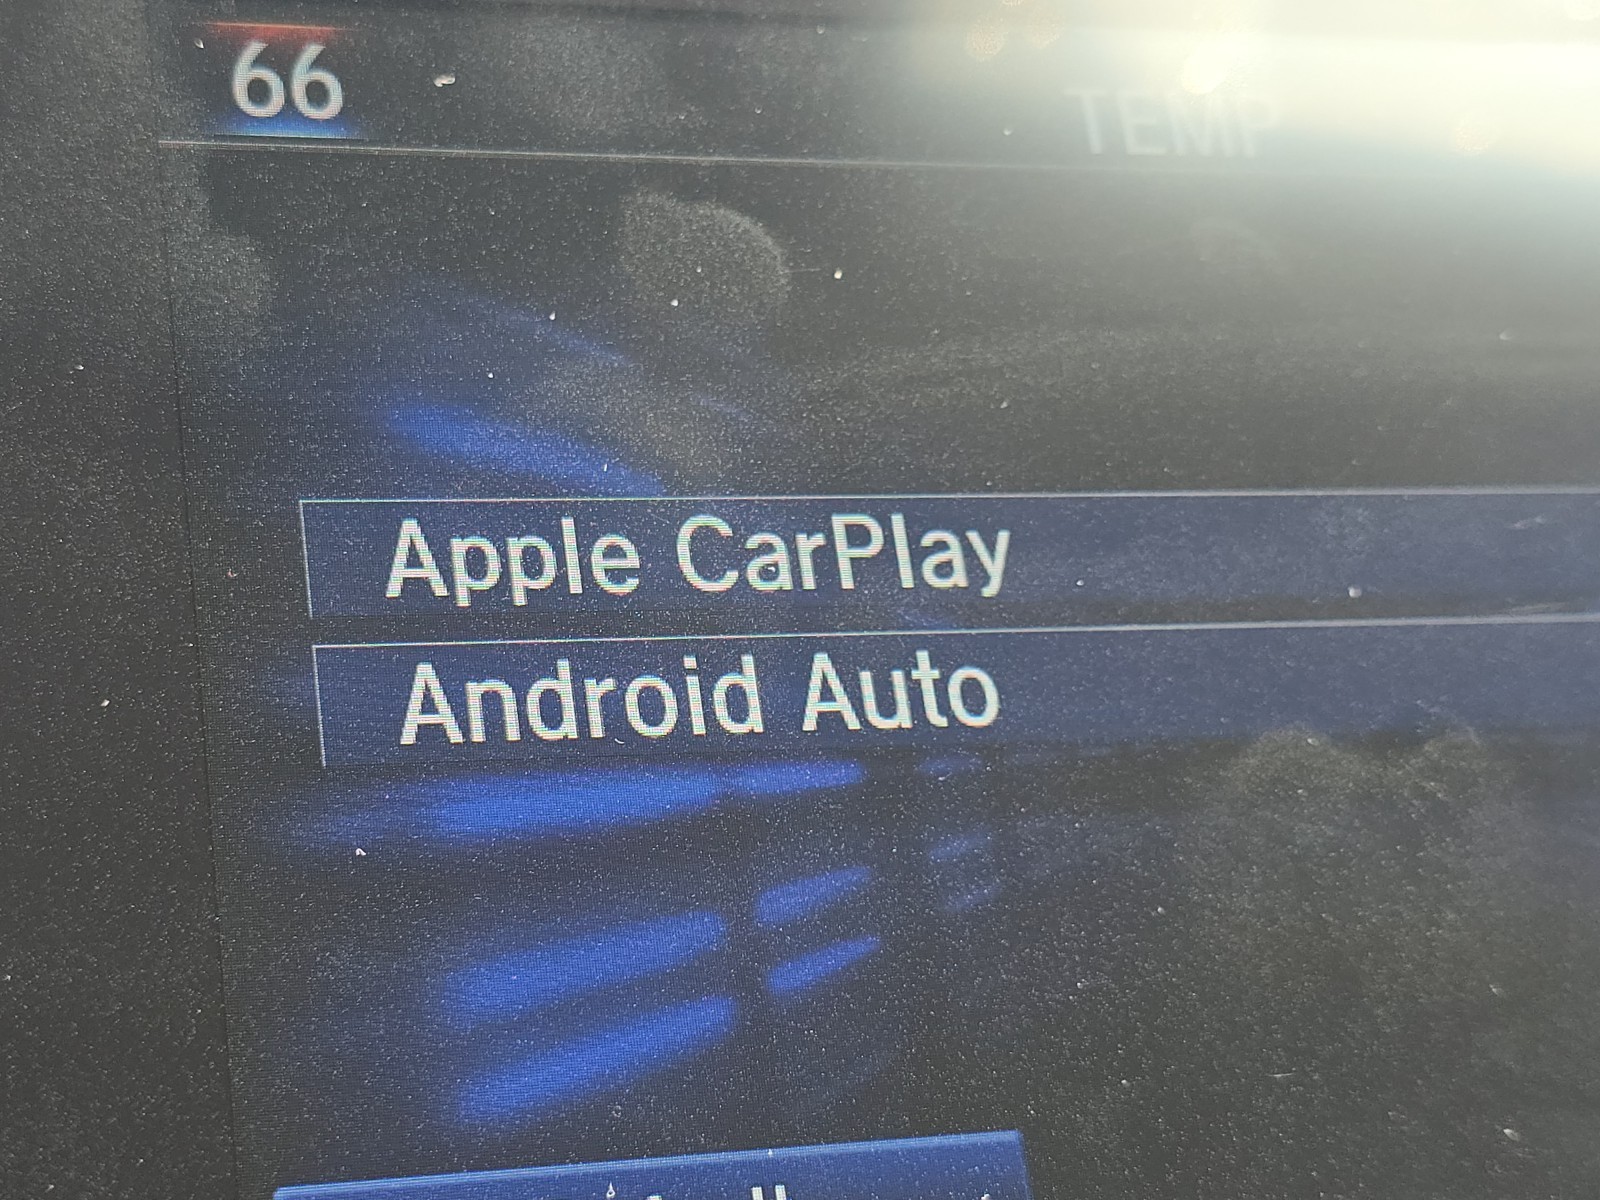 66
TEMP
Apple CarPlay
Android Auto